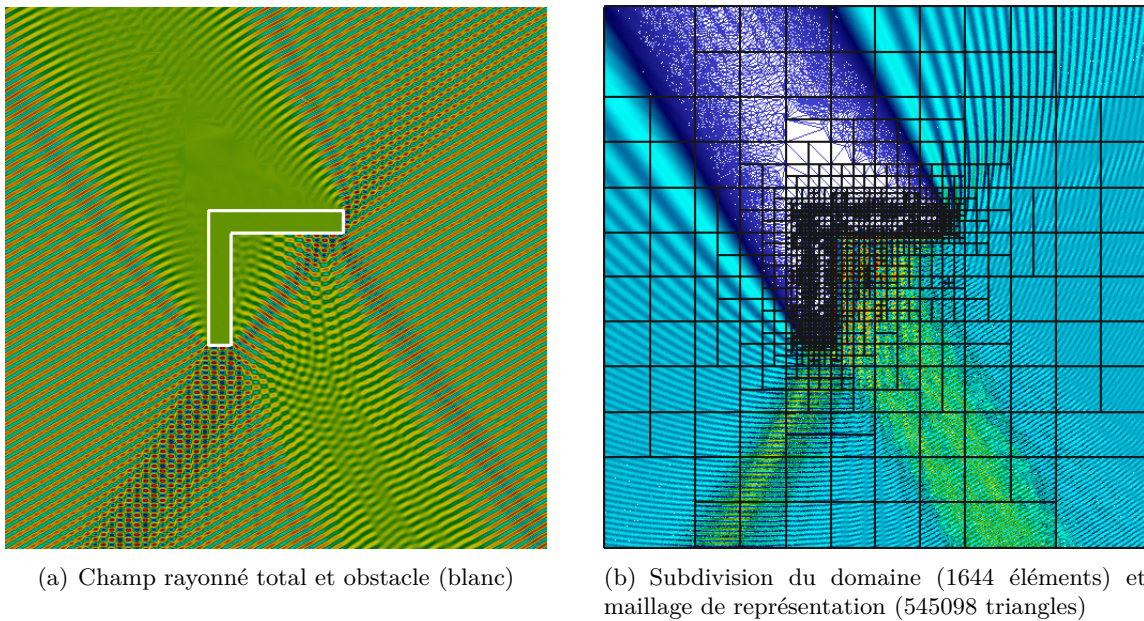 (a) Champ rayonné total et obstacle (blanc)
(b) Subdivision du domaine (1644 éléments) et
maillage de représentation (545098 triangles)